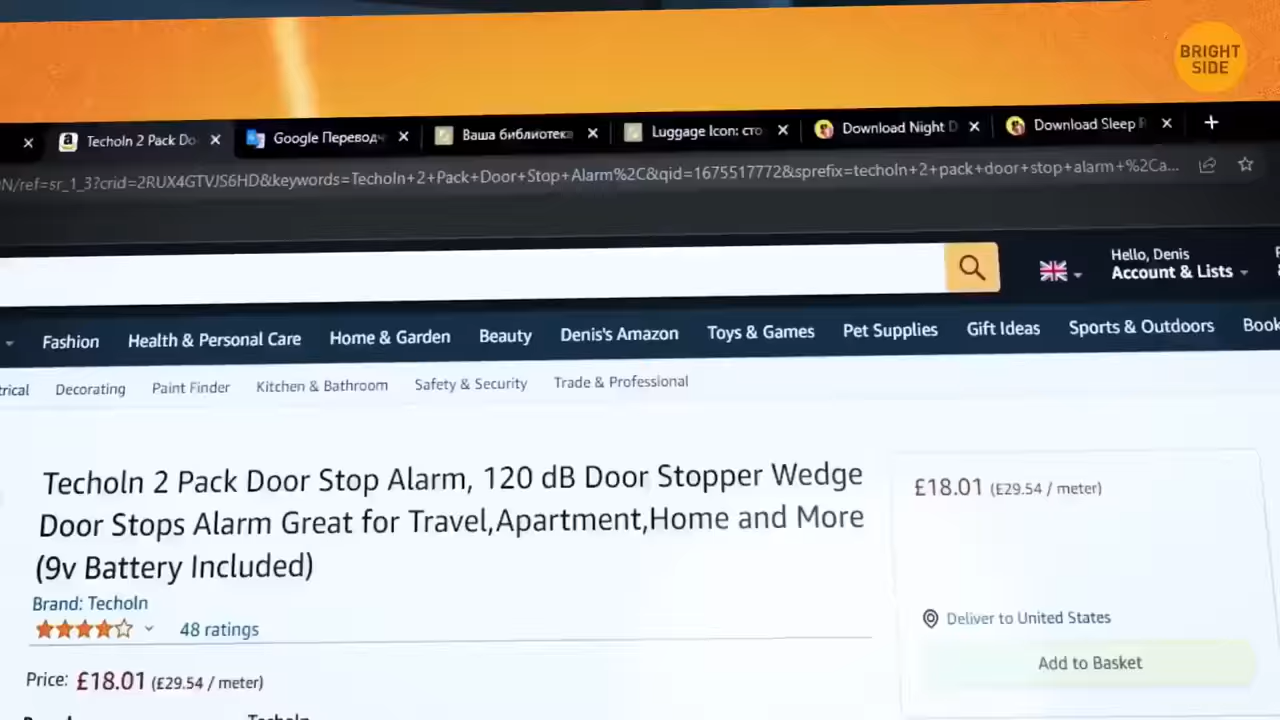 BRIGHT
SIDE
Techoln 2 Pack Do
Google Переводч
Ваша библиотека
Luggage Icon: сто
Download Night D
Download Sleep
N/ref=sr_1_3?crid=2RUX4GTVJS6HD&keywords=Techoln+2+Pack+Door+Stop+Alarm%2C&qid=1675517772&sprefix=techoln+2+pack+door+stop+alarm+%2Ca...
Hello, Denis
Account & Lists
Fashion Health & Personal Care Home & Garden Beauty Denis's Amazon Toys & Games Pet Supplies Gift Ideas Sports & Outdoors Book
trical Decorating Paint Finder Kitchen & Bathroom Safety & Security Trade & Professional
Techoln 2 Pack Door Stop Alarm, 120 dB Door Stopper Wedge
Door Stops Alarm Great for Travel,Apartment,Home and More
(9v Battery Included)
Brand: Techoln
48 ratings
Price: £18.01 (£29.54 / meter)
£18.01 (£29.54 / meter)
Deliver to United States
Add to Basket